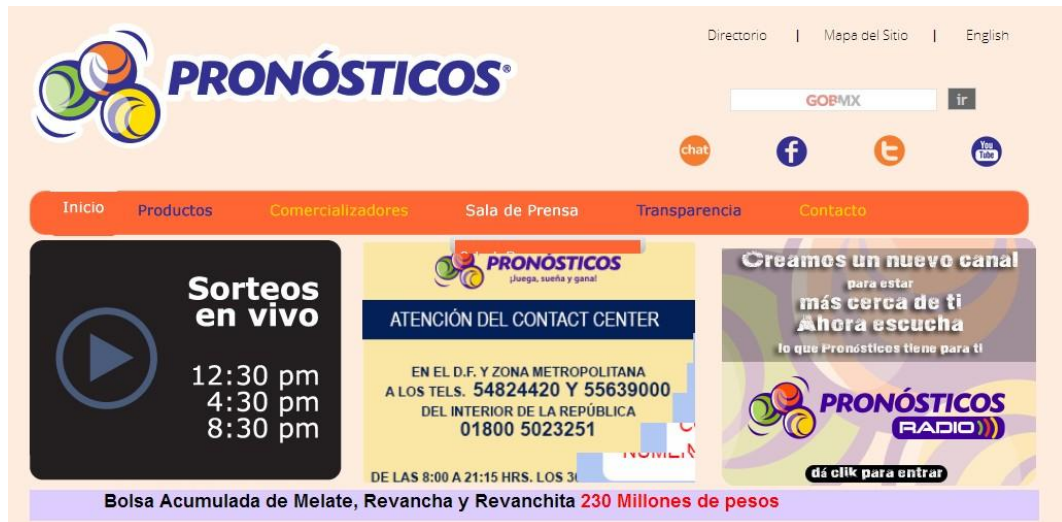 Directorio | Mapa del Sitio | English
PRONÓSTICOS®
GOBMX ir
chat f t You Tube
Inicio Productos Comercializadores Sala de Prensa Transparencia Contacto
Sorteos
en vivo
12:30 pm
4:30 pm
8:30 pm
PRONÓSTICOS
¡Juega, sueña y gana!
ATENCIÓN DEL CONTACT CENTER
EN EL D.F. Y ZONA METROPOLITANA
A LOS TELS. 54824420 Y 55639000
DEL INTERIOR DE LA REPÚBLICA
01800 5023251
DE LAS 8:00 A 21:15 HRS. LOS
Creamos un nuevo canal
para estar
más cerca de ti
Ahora escucha
lo que Pronósticos tiene para ti
PRONÓSTICOS
RADIO
dá clik para entrar
Bolsa Acumulada de Melate, Revancha y Revanchita 230 Millones de pesos